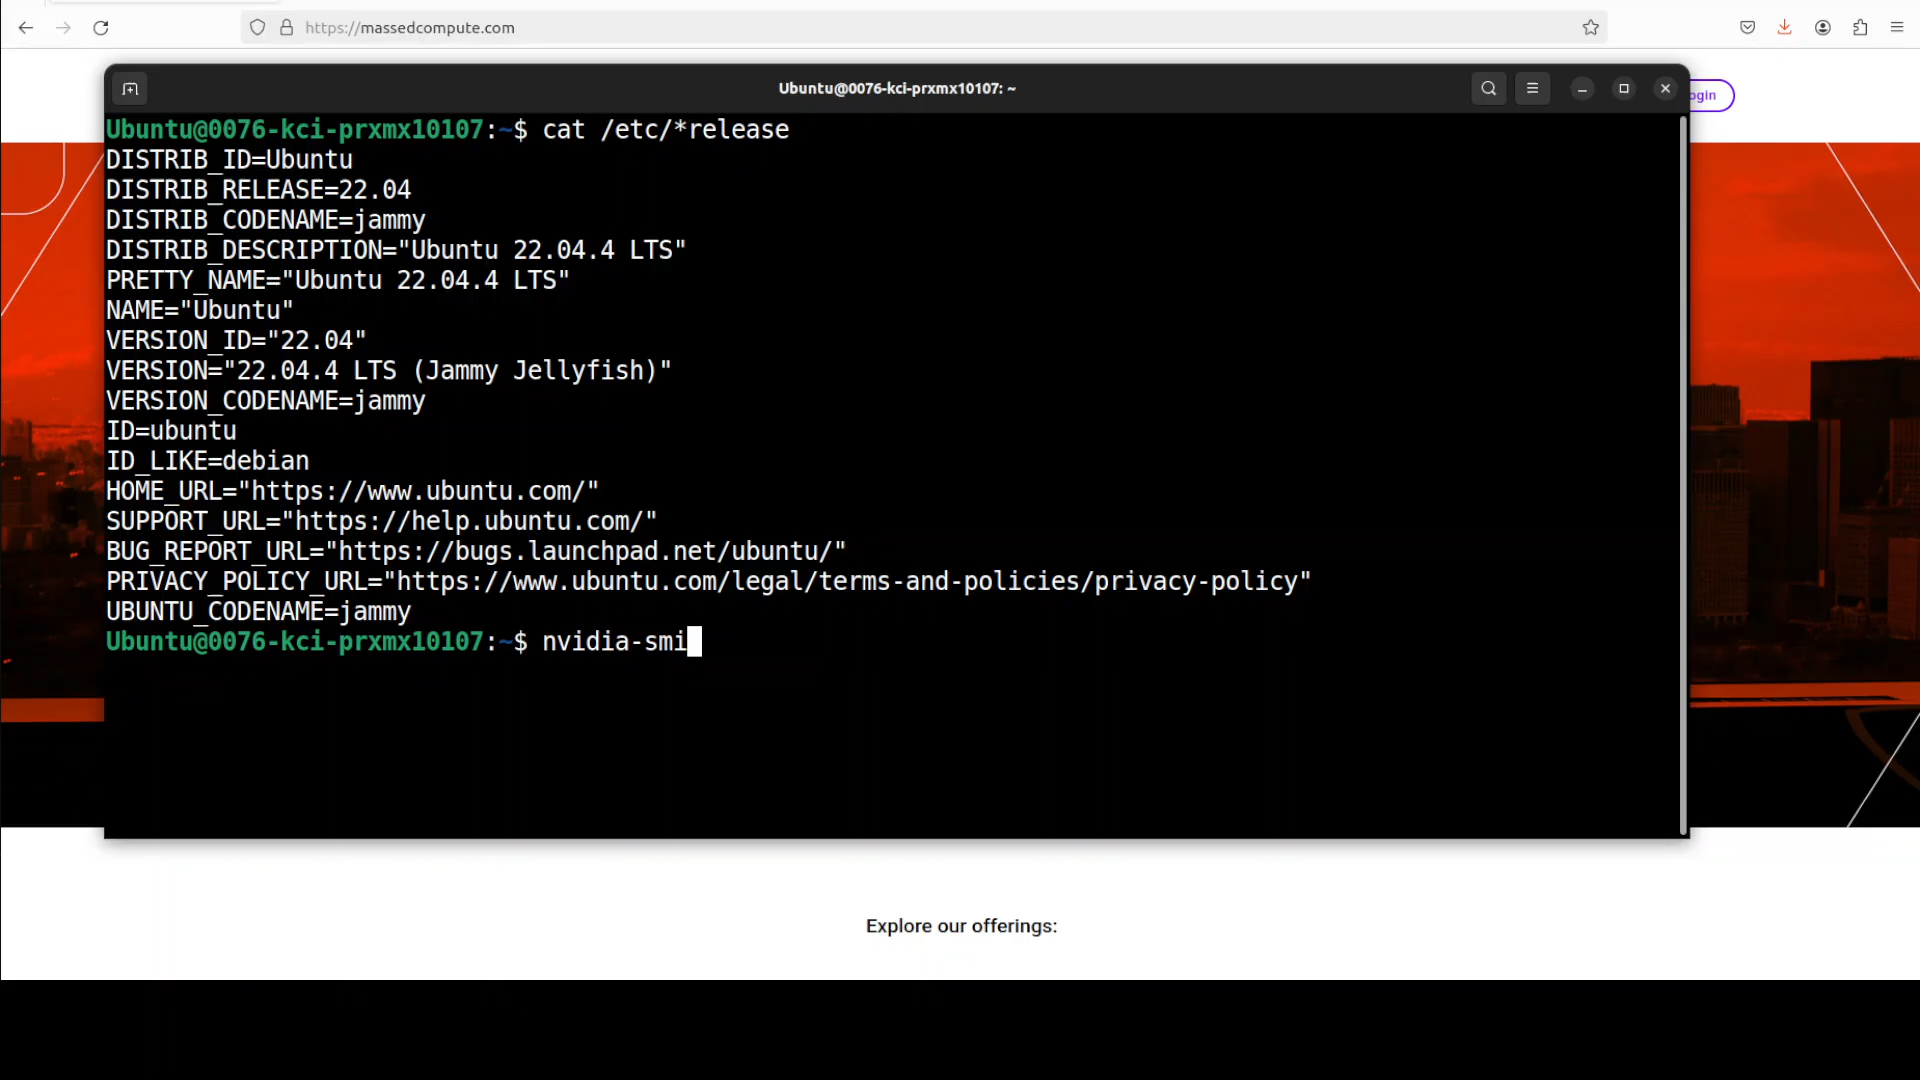 https://massedcompute.com
Ubuntu@0076-kci-prxmx10107: ~
ogin
Ubuntu@0076-kci-prxmx10107:~$ cat /etc/*release
DISTRIB_ID=Ubuntu
DISTRIB_RELEASE=22.04
DISTRIB_CODENAME=jammy
DISTRIB_DESCRIPTION="Ubuntu 22.04.4 LTS"
PRETTY_NAME="Ubuntu 22.04.4 LTS"
NAME="Ubuntu"
VERSION_ID="22.04"
VERSION="22.04.4 LTS (Jammy Jellyfish)"
VERSION_CODENAME=jammy
ID=ubuntu
ID_LIKE=debian
HOME_URL="https://www.ubuntu.com/"
SUPPORT_URL="https://help.ubuntu.com/"
BUG_REPORT_URL="https://bugs.launchpad.net/ubuntu/"
PRIVACY_POLICY_URL="https://www.ubuntu.com/legal/terms-and-policies/privacy-policy"
UBUNTU_CODENAME=jammy
Ubuntu@0076-kci-prxmx10107:~$ nvidia-smi
Explore our offerings: